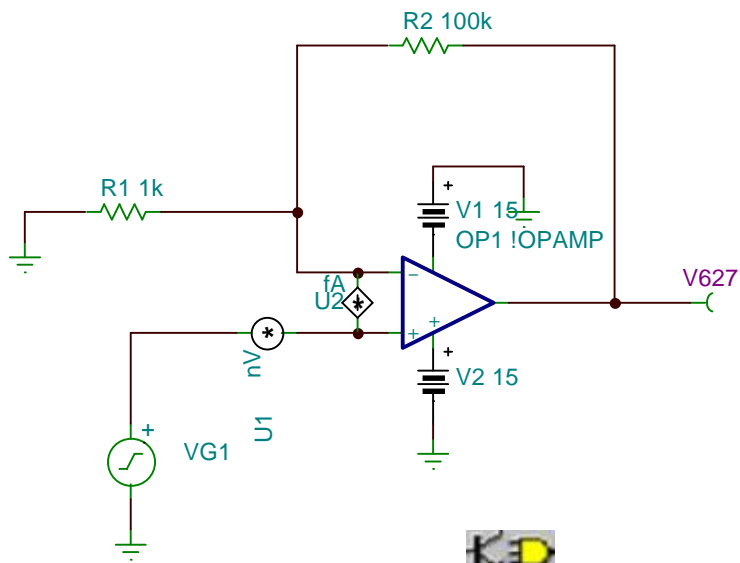 R2 100k
R1 1k
+
V1 15
OP1 !OPAMP
V627
fA
U2
−
+
+
nV
+
V2 15
U1
+
VG1